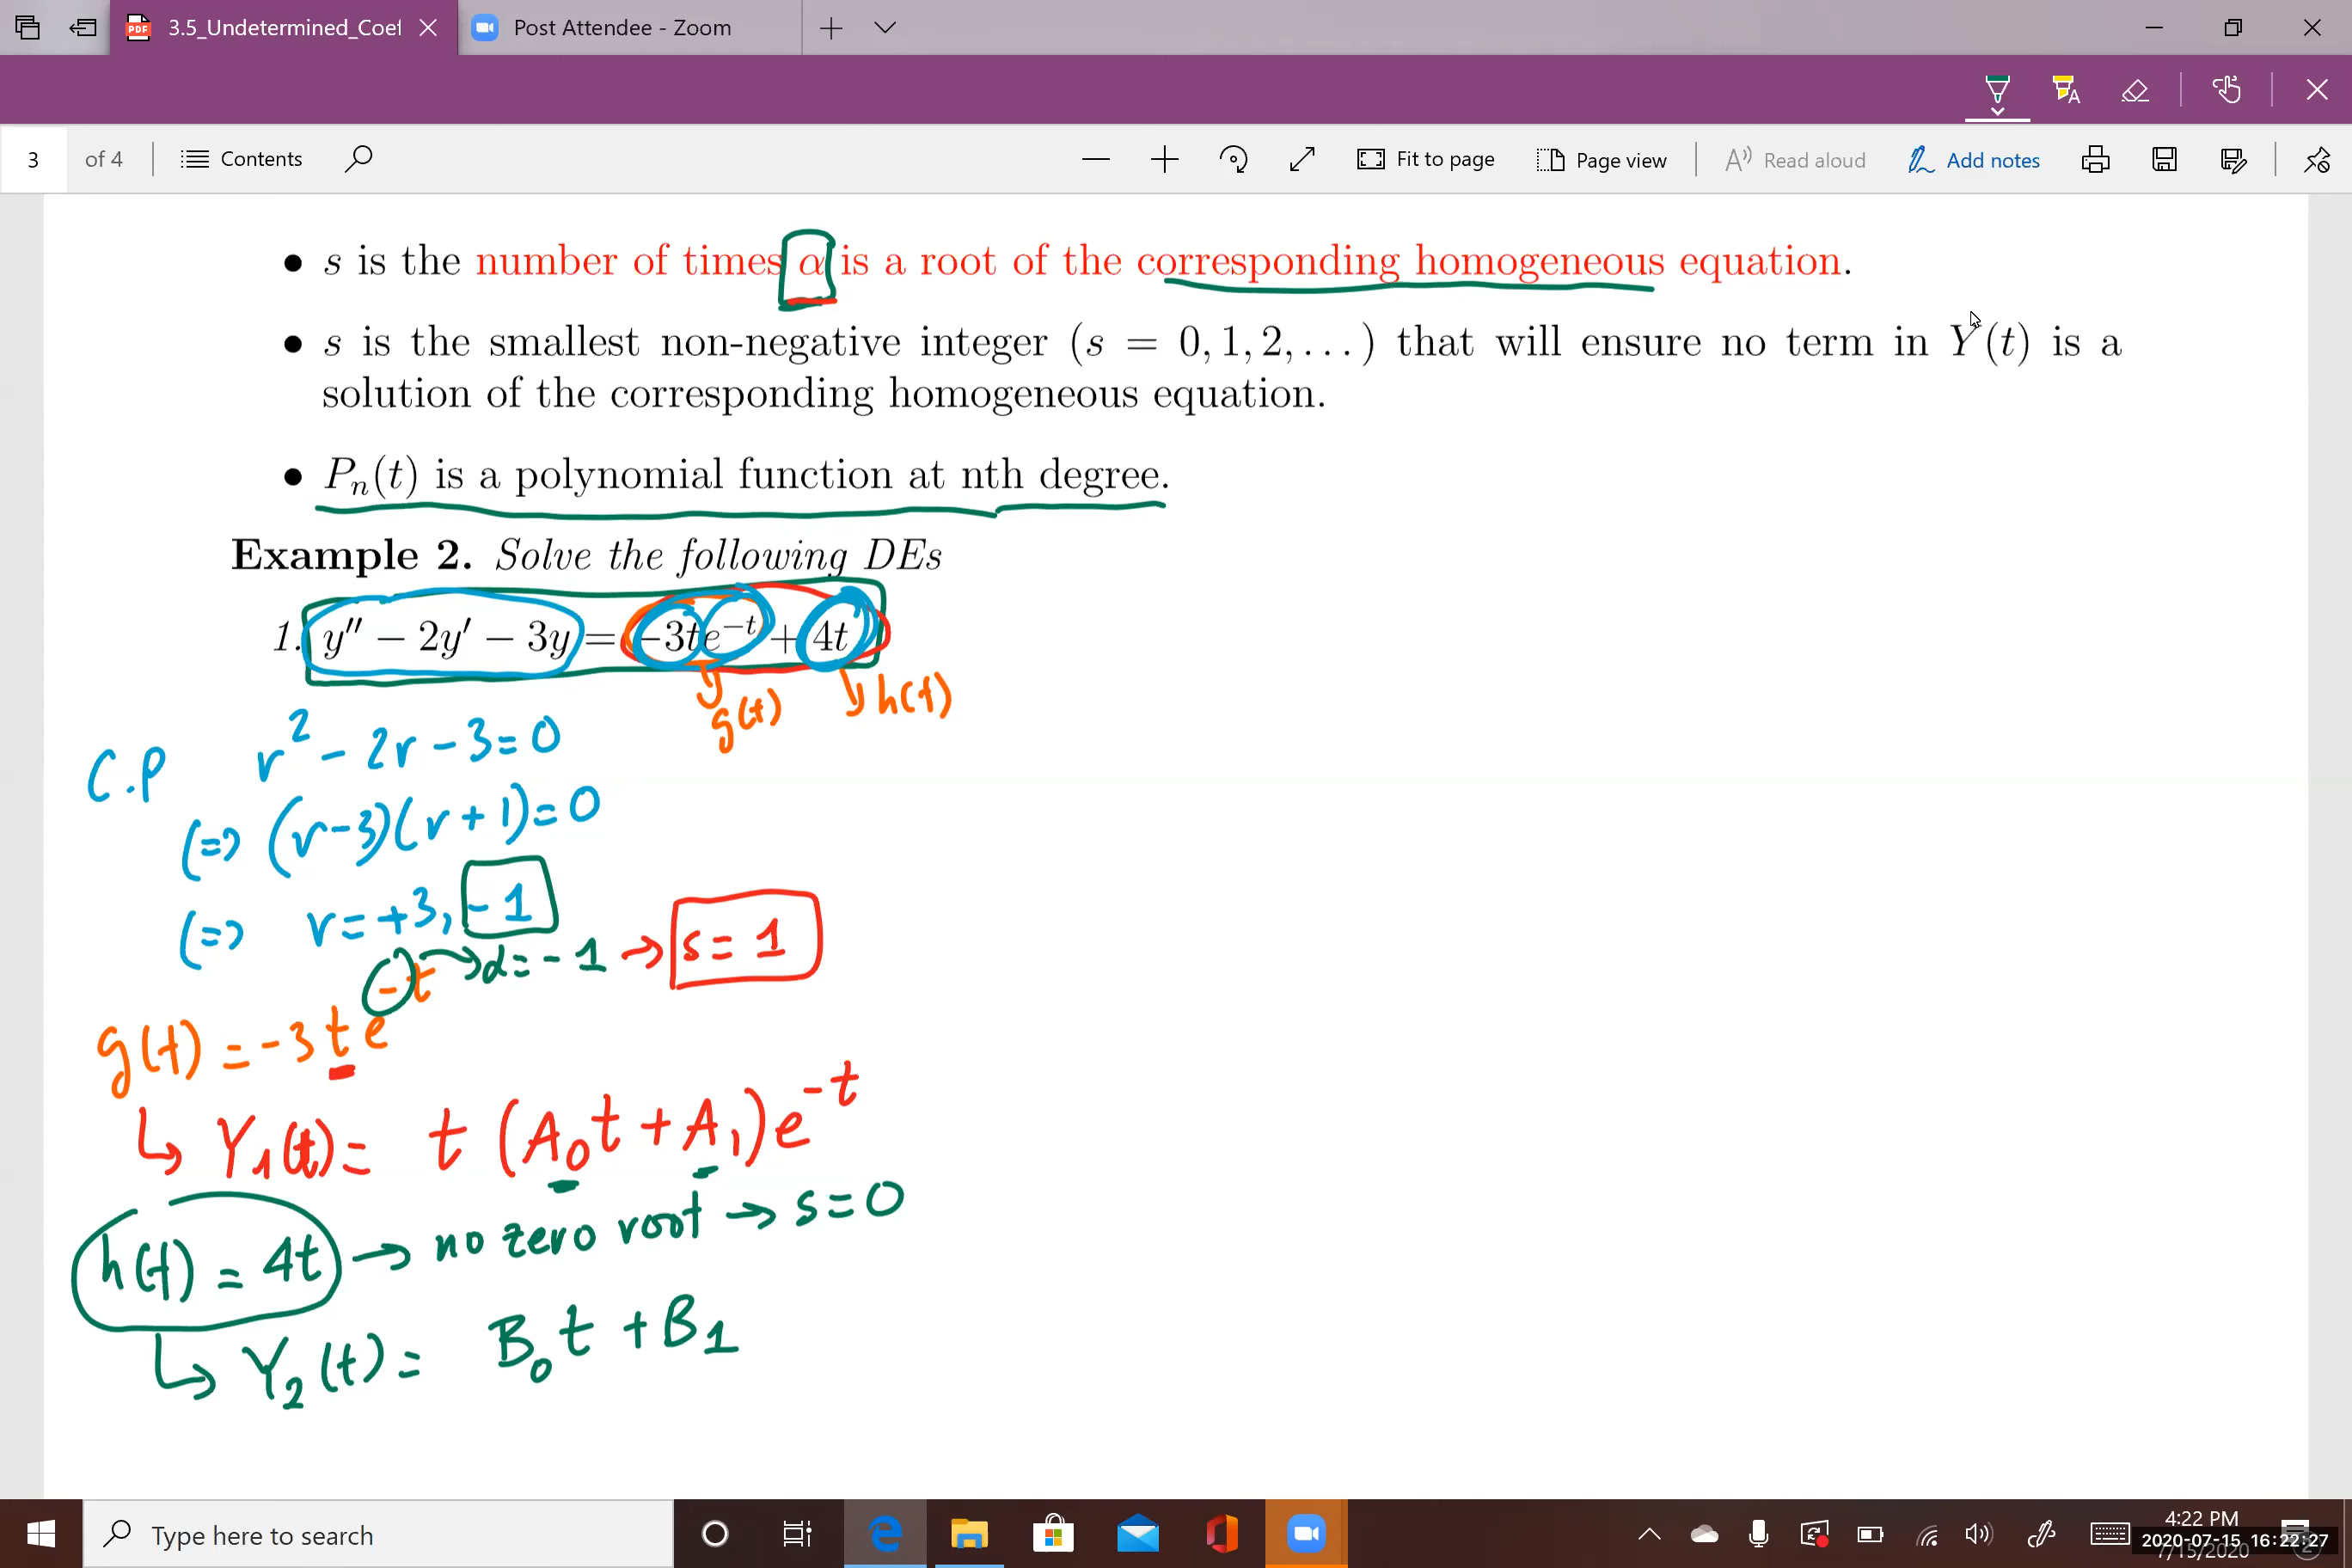 3.5_Undetermined_Coef
Post Attendee - Zoom
3 of 4 Contents Fit to page Page view Read aloud Add notes
• s is the number of times α is a root of the corresponding homogeneous equation.
• s is the smallest non-negative integer (s = 0, 1, 2, . . . ) that will ensure no term in Y(t) is a
solution of the corresponding homogeneous equation.
• Pₙ(t) is a polynomial function at nth degree.
Example 2. Solve the following DEs
1. y″ − 2y′ − 3y = −3te⁻ᵗ + 4t
g(t) h(t)
C.P r² − 2r − 3 = 0
(=> (r−3)(r+1)=0
(=> r = +3, −1
α = −1 → s = 1
g(t) = −3te⁻ᵗ
↳ Y₁(t) = t (A₀t + A₁)e⁻ᵗ
h(t) = 4t → no zero root → s = 0
↳ Y₂(t) = B₀t + B₁
Type here to search
4:22 PM
2020-07-15 16:22:27